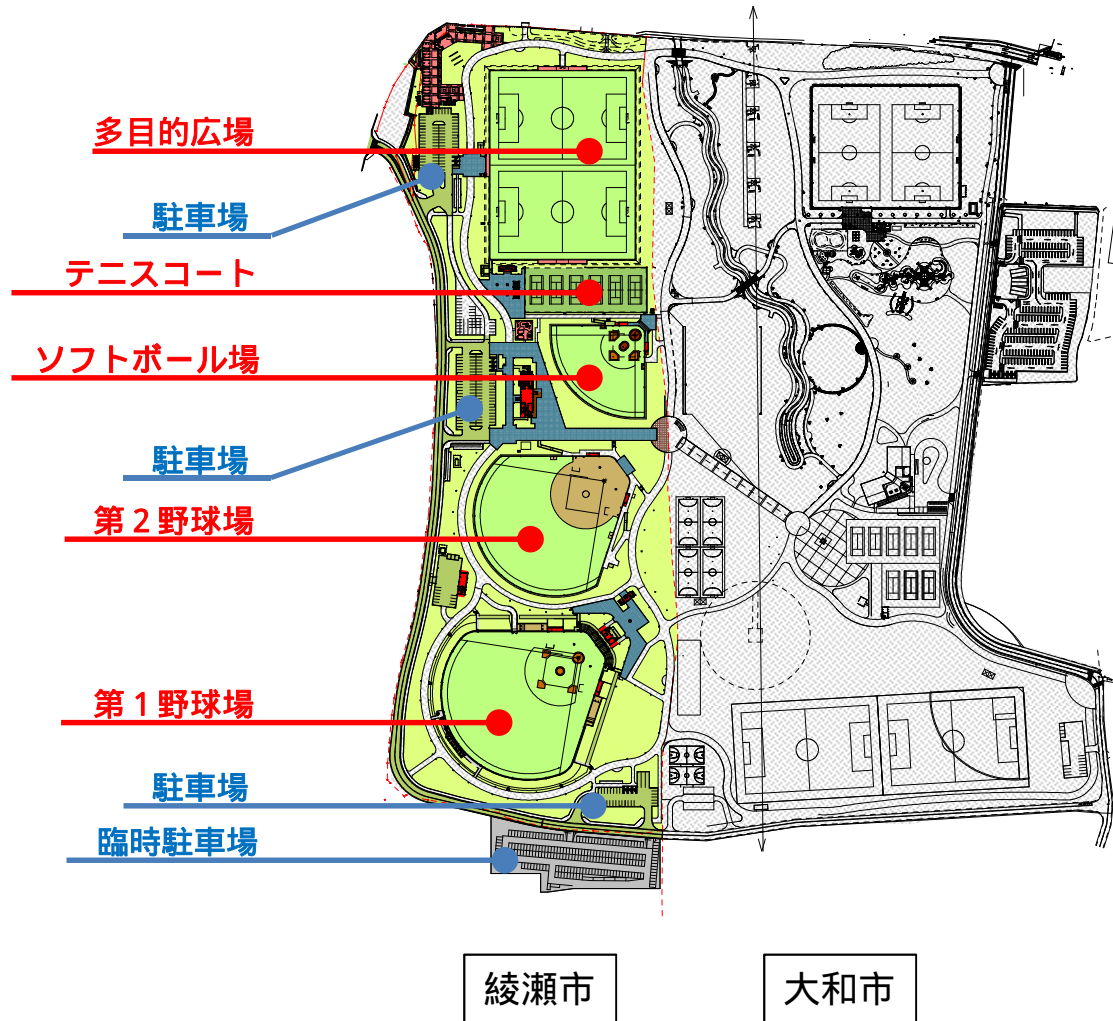 多目的広場
駐車場
テニスコート
ソフトボール場
駐車場
第２野球場
第１野球場
駐車場
臨時駐車場
綾瀬市
大和市